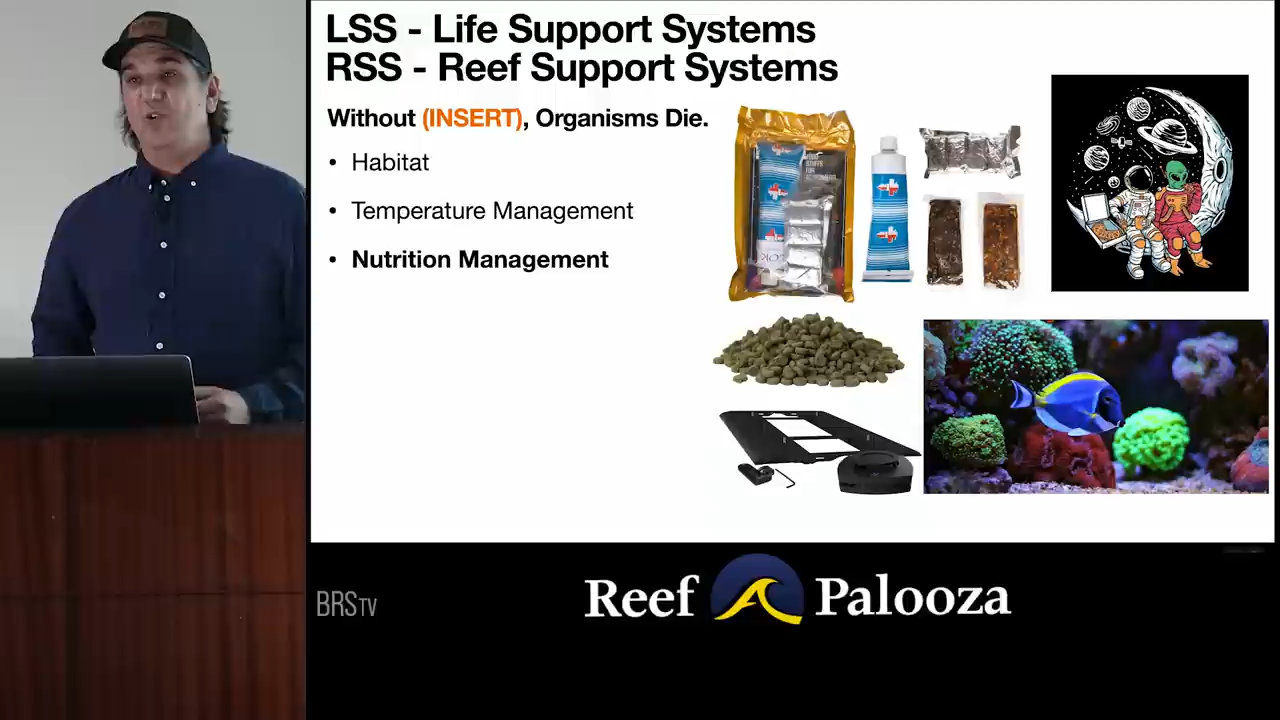 LSS - Life Support Systems
RSS - Reef Support Systems
Without (INSERT), Organisms Die.
• Habitat
• Temperature Management
• Nutrition Management
BRSTV
Reef Palooza